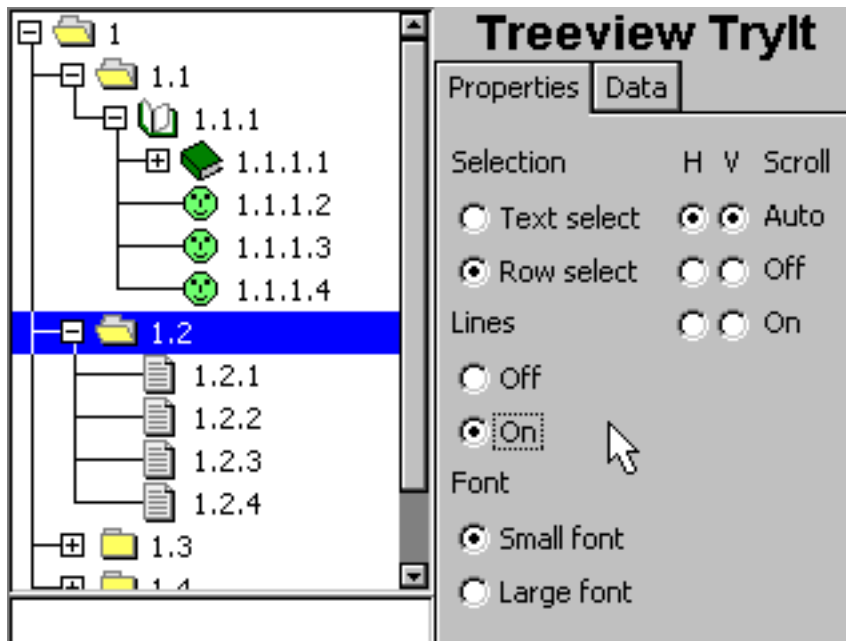 1
1.1
1.1.1
1.1.1.1
1.1.1.2
1.1.1.3
1.1.1.4
1.2
1.2.1
1.2.2
1.2.3
1.2.4
1.3
1.4
Treeview TryIt
Properties Data
Selection H V Scroll
Text select Auto
Row select Off
Lines On
Off
On
Font
Small font
Large font